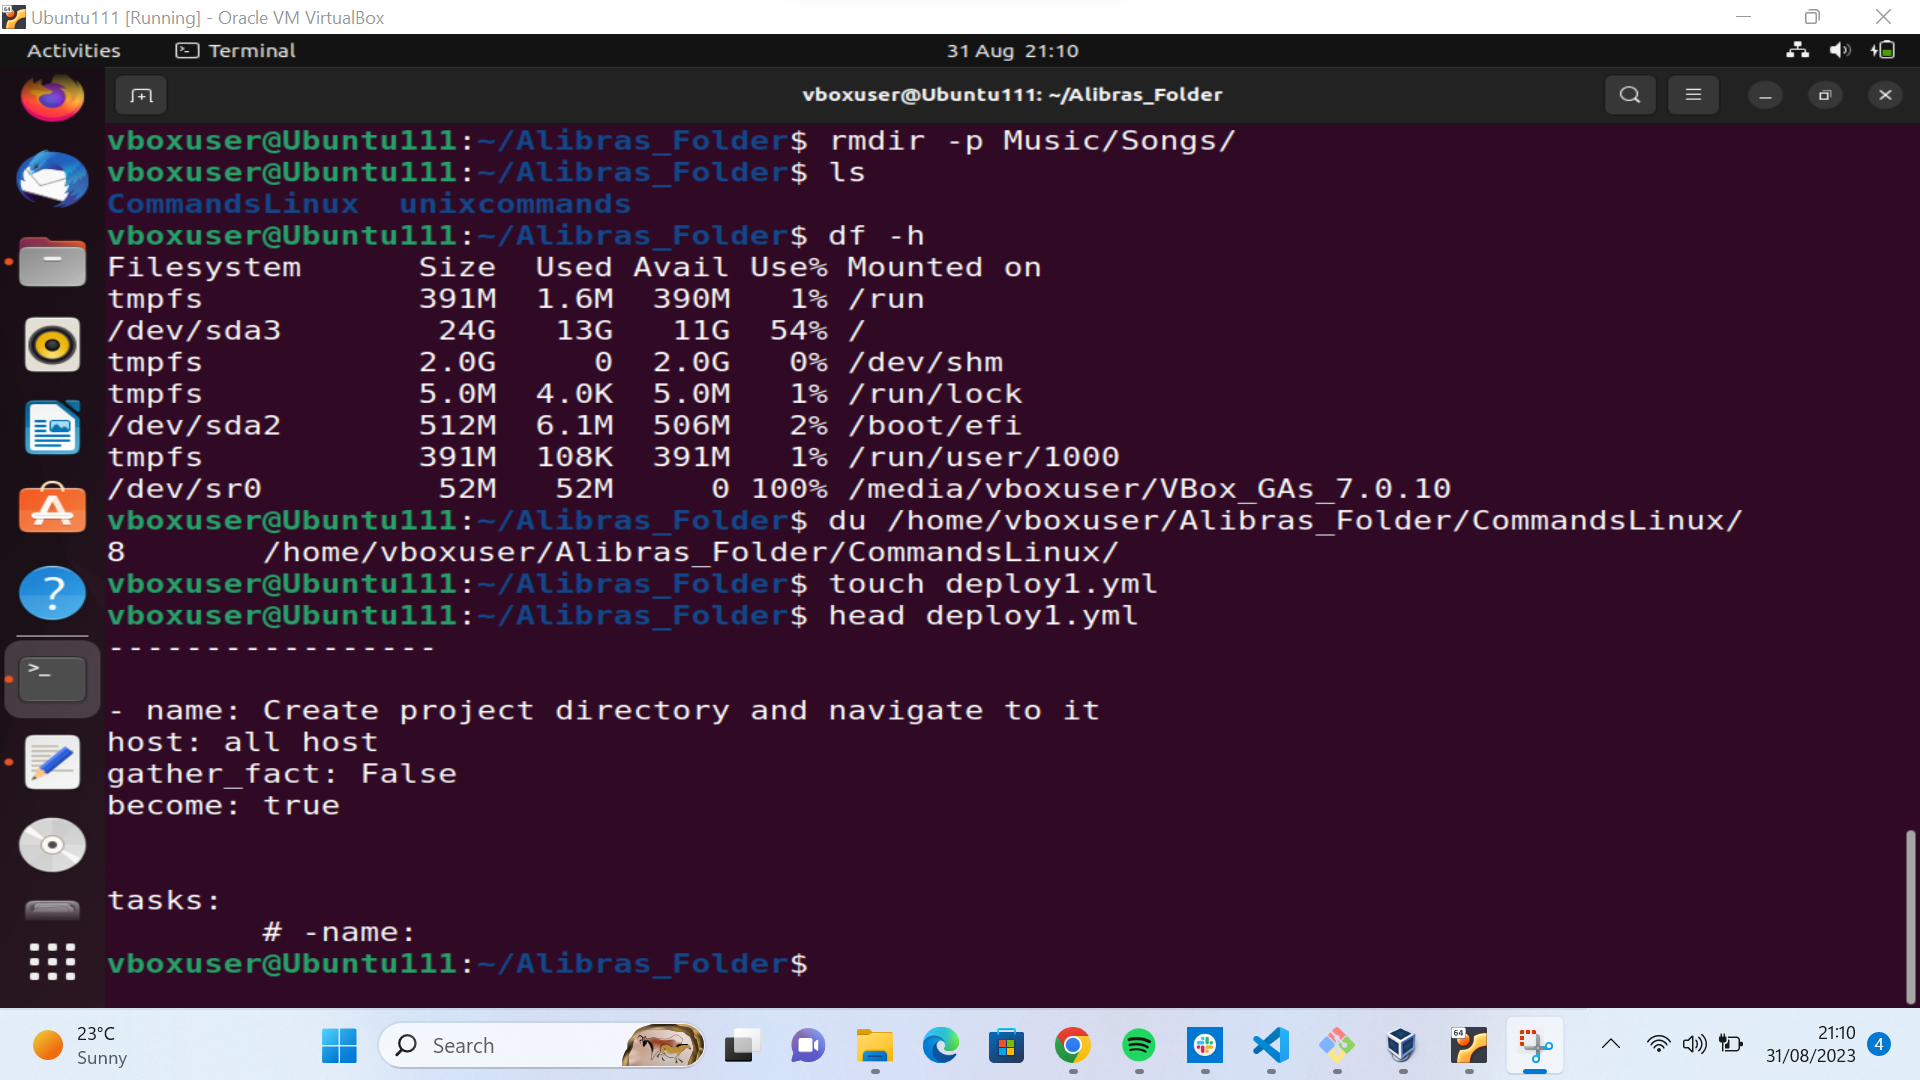 Ubuntu111 [Running] - Oracle VM VirtualBox
Activities Terminal 31 Aug 21:10
vboxuser@Ubuntu111: ~/Alibras_Folder
vboxuser@Ubuntu111:~/Alibras_Folder$ rmdir -p Music/Songs/
vboxuser@Ubuntu111:~/Alibras_Folder$ ls
CommandsLinux unixcommands
vboxuser@Ubuntu111:~/Alibras_Folder$ df -h
Filesystem Size Used Avail Use% Mounted on
tmpfs 391M 1.6M 390M 1% /run
/dev/sda3 24G 13G 11G 54% /
tmpfs 2.0G 0 2.0G 0% /dev/shm
tmpfs 5.0M 4.0K 5.0M 1% /run/lock
/dev/sda2 512M 6.1M 506M 2% /boot/efi
tmpfs 391M 108K 391M 1% /run/user/1000
/dev/sr0 52M 52M 0 100% /media/vboxuser/VBox_GAs_7.0.10
vboxuser@Ubuntu111:~/Alibras_Folder$ du /home/vboxuser/Alibras_Folder/CommandsLinux/
8 /home/vboxuser/Alibras_Folder/CommandsLinux/
vboxuser@Ubuntu111:~/Alibras_Folder$ touch deploy1.yml
vboxuser@Ubuntu111:~/Alibras_Folder$ head deploy1.yml
-----------------
- name: Create project directory and navigate to it
host: all host
gather_fact: False
become: true
tasks:
# -name:
vboxuser@Ubuntu111:~/Alibras_Folder$
23°C
Sunny
Search
64
21:10
31/08/2023
4